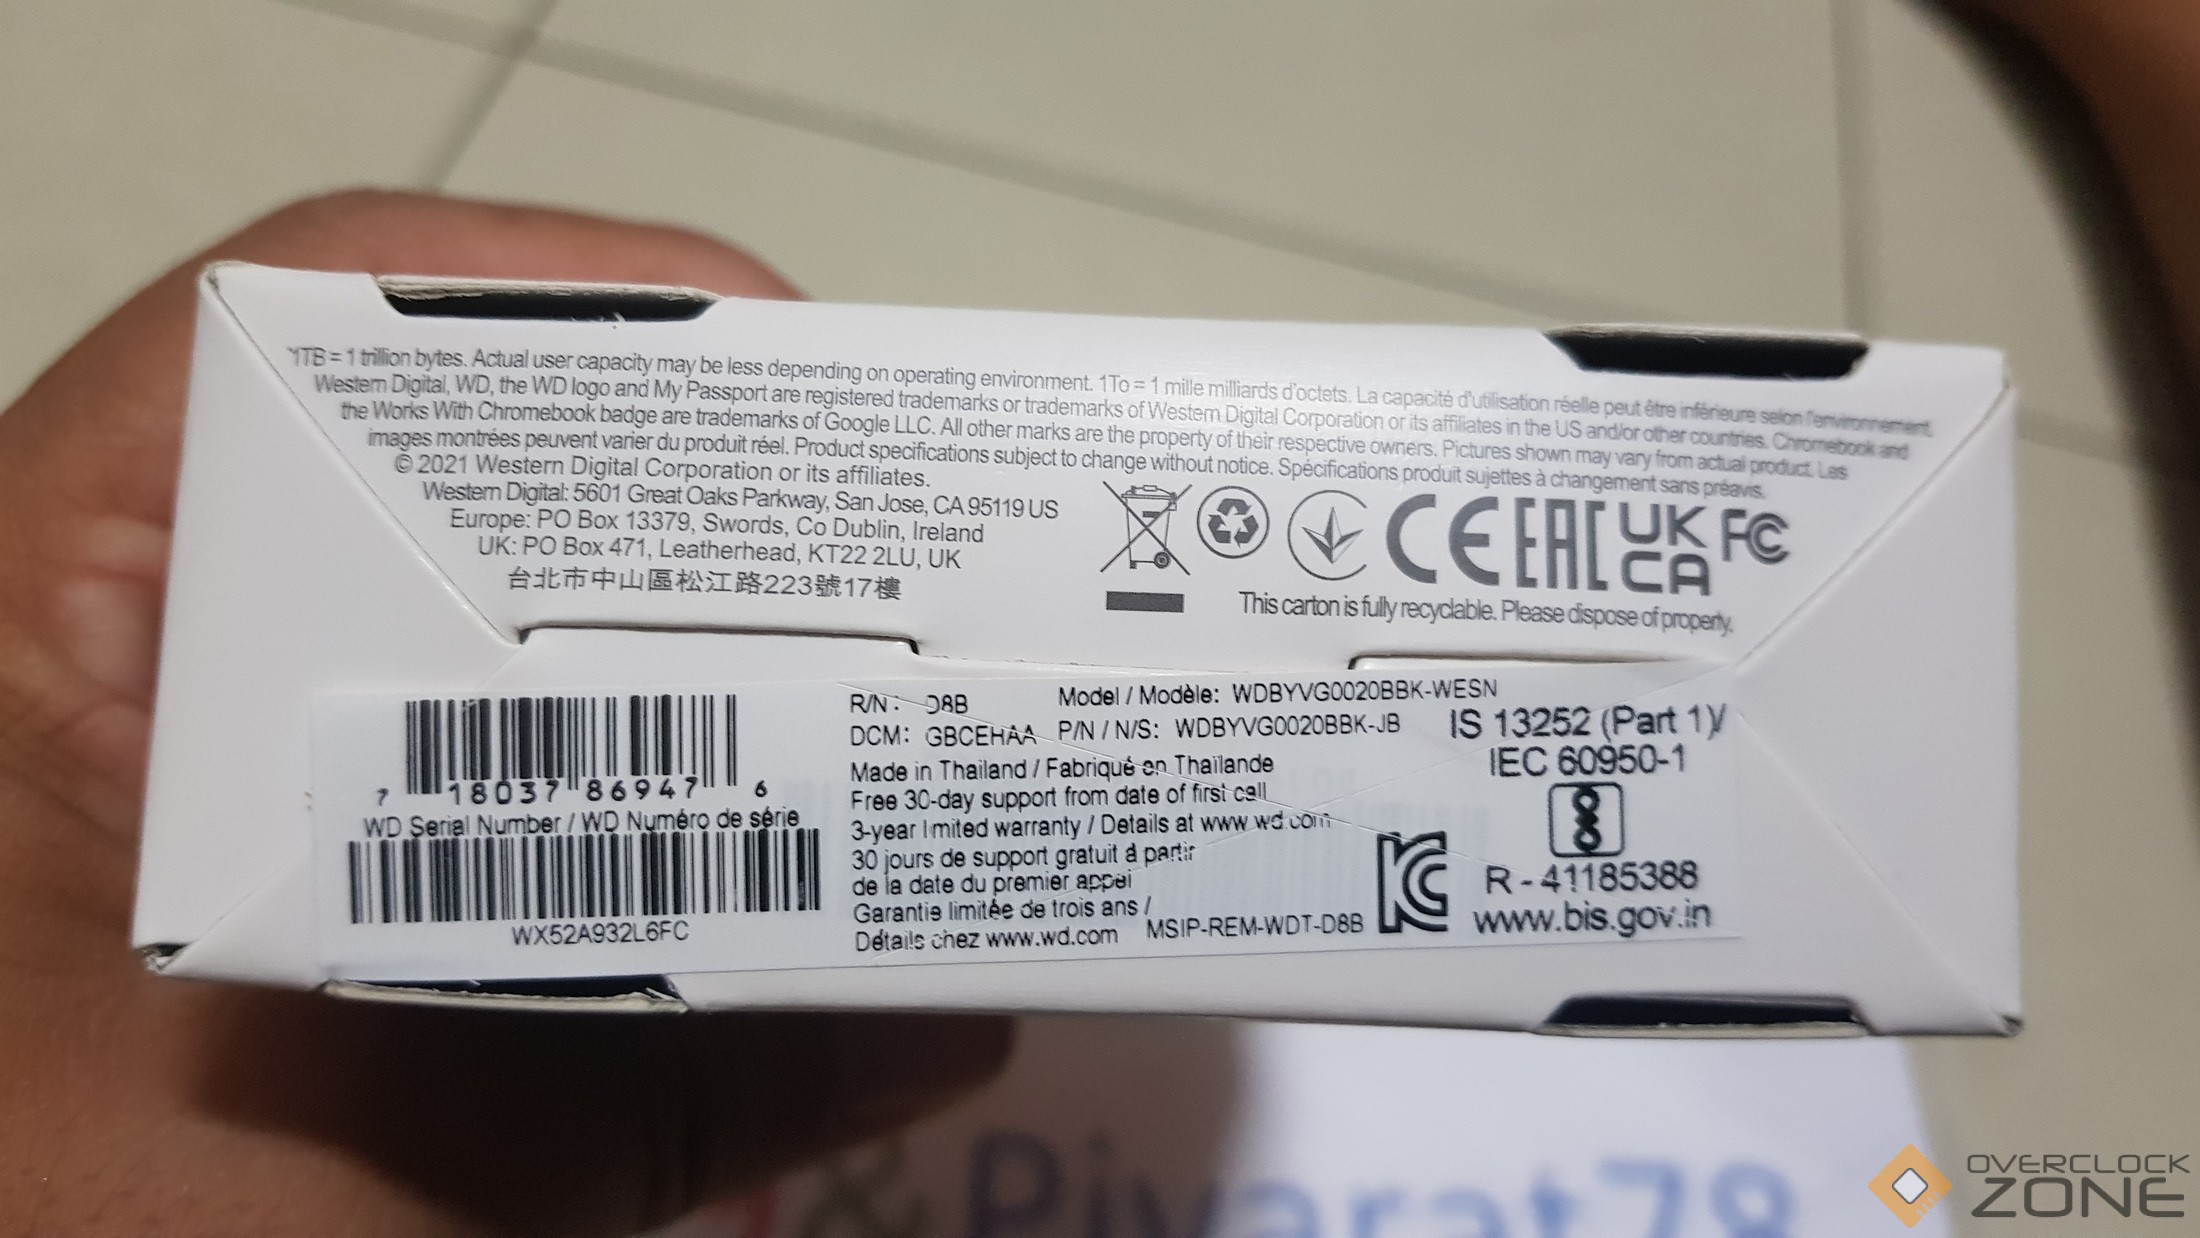 *1TB = 1 trillion bytes. Actual user capacity may be less depending on operating environment. 1To = 1 mille milliards d'octets. La capacité d'utilisation réelle peut être inférieure selon l'environnement.
Western Digital, WD, the WD logo and My Passport are registered trademarks or trademarks of Western Digital Corporation or its affiliates in the US and/or other countries. Chromebook and
the Works With Chromebook badge are trademarks of Google LLC. All other marks are the property of their respective owners. Pictures shown may vary from actual product. Les
images montrées peuvent varier du produit réel. Product specifications subject to change without notice. Spécifications produit sujettes à changement sans préavis.
© 2021 Western Digital Corporation or its affiliates.
Western Digital: 5601 Great Oaks Parkway, San Jose, CA 95119 US
Europe: PO Box 13379, Swords, Co Dublin, Ireland
UK: PO Box 471, Leatherhead, KT22 2LU, UK
台北市中山區松江路223號17樓
CE EAC UK CA FC
This carton is fully recyclable. Please dispose of properly.
7 18037 86947 6
WD Serial Number / WD Numéro de série
WX52A932L6FC
R/N: D8B
Model / Modèle: WDBYVG0020BBK-WESN
DCM: GBCEHAA
P/N / N/S: WDBYVG0020BBK-JB
Made in Thailand / Fabriqué en Thaïlande
Free 30-day support from date of first call
3-year limited warranty / Details at www.wd.com
30 jours de support gratuit à partir
de la date du premier appel
Garantie limitée de trois ans /
Détails chez www.wd.com
MSIP-REM-WDT-D8B
IS 13252 (Part 1)/
IEC 60950-1
R - 41185388
www.bis.gov.in
Piyarat78
OVERCLOCK
ZONE